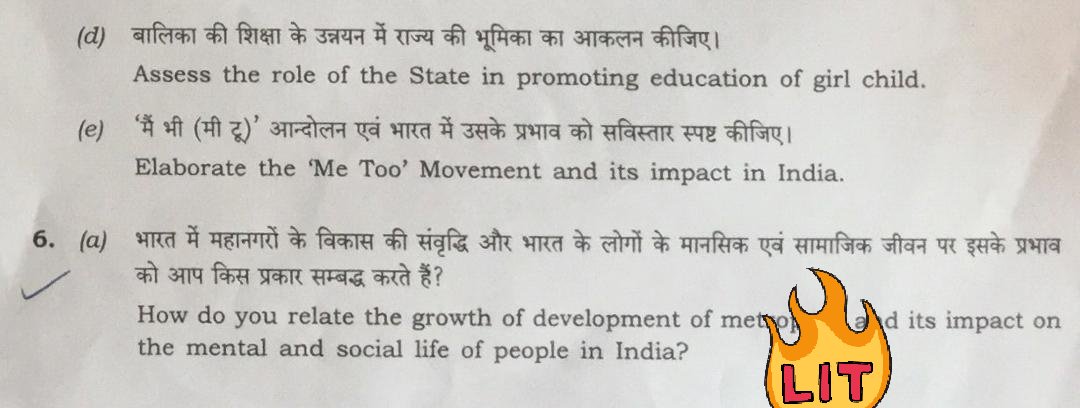 (d) बालिका की शिक्षा के उन्नयन में राज्य की भूमिका का आकलन कीजिए।
Assess the role of the State in promoting education of girl child.
(e) ‘मैं भी (मी टू)’ आन्दोलन एवं भारत में उसके प्रभाव को सविस्तार स्पष्ट कीजिए।
Elaborate the ‘Me Too’ Movement and its impact in India.
6. (a) भारत में महानगरों के विकास की संवृद्धि और भारत के लोगों के मानसिक एवं सामाजिक जीवन पर इसके प्रभाव
को आप किस प्रकार सम्बद्ध करते हैं?
How do you relate the growth of development of and its impact on
the mental and social life of people in India?
LIT